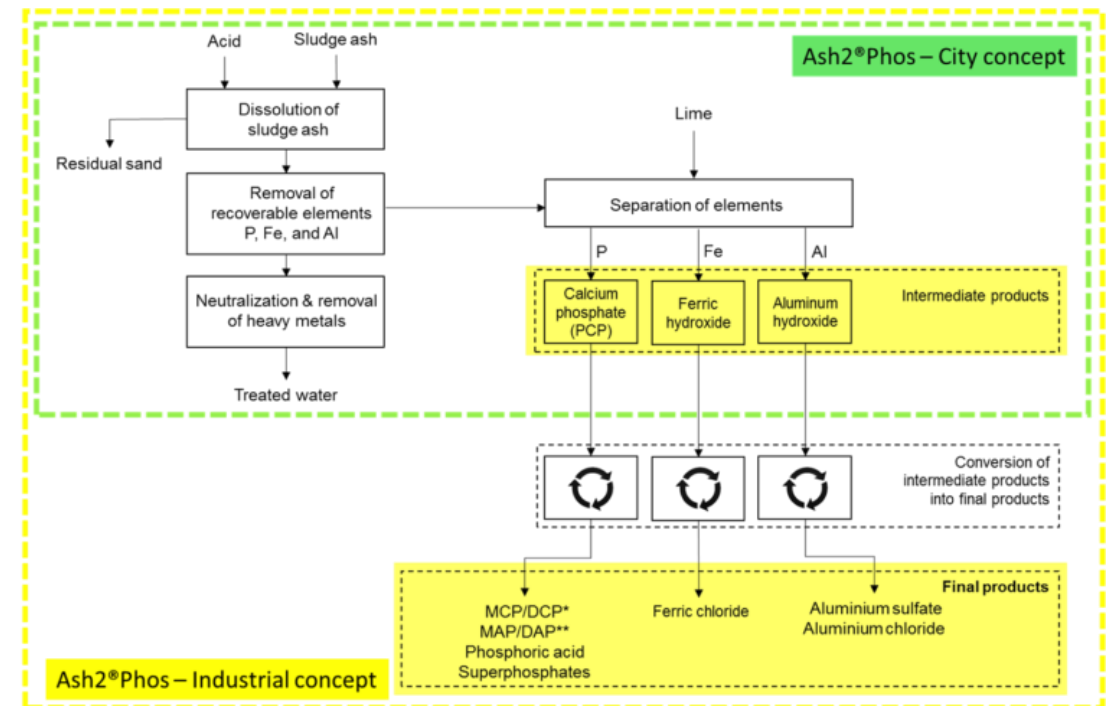 Acid
Sludge ash
Ash2®Phos – City concept
Dissolution of
sludge ash
Lime
Residual sand
Removal of
recoverable elements
P, Fe, and Al
Separation of elements
P
Fe
Al
Neutralization & removal
of heavy metals
Calcium
phosphate
(PCP)
Ferric
hydroxide
Aluminum
hydroxide
Intermediate products
Treated water
Conversion of
intermediate products
into final products
Final products
MCP/DCP*
MAP/DAP**
Phosphoric acid
Superphosphates
Ferric chloride
Aluminium sulfate
Aluminium chloride
Ash2®Phos – Industrial concept